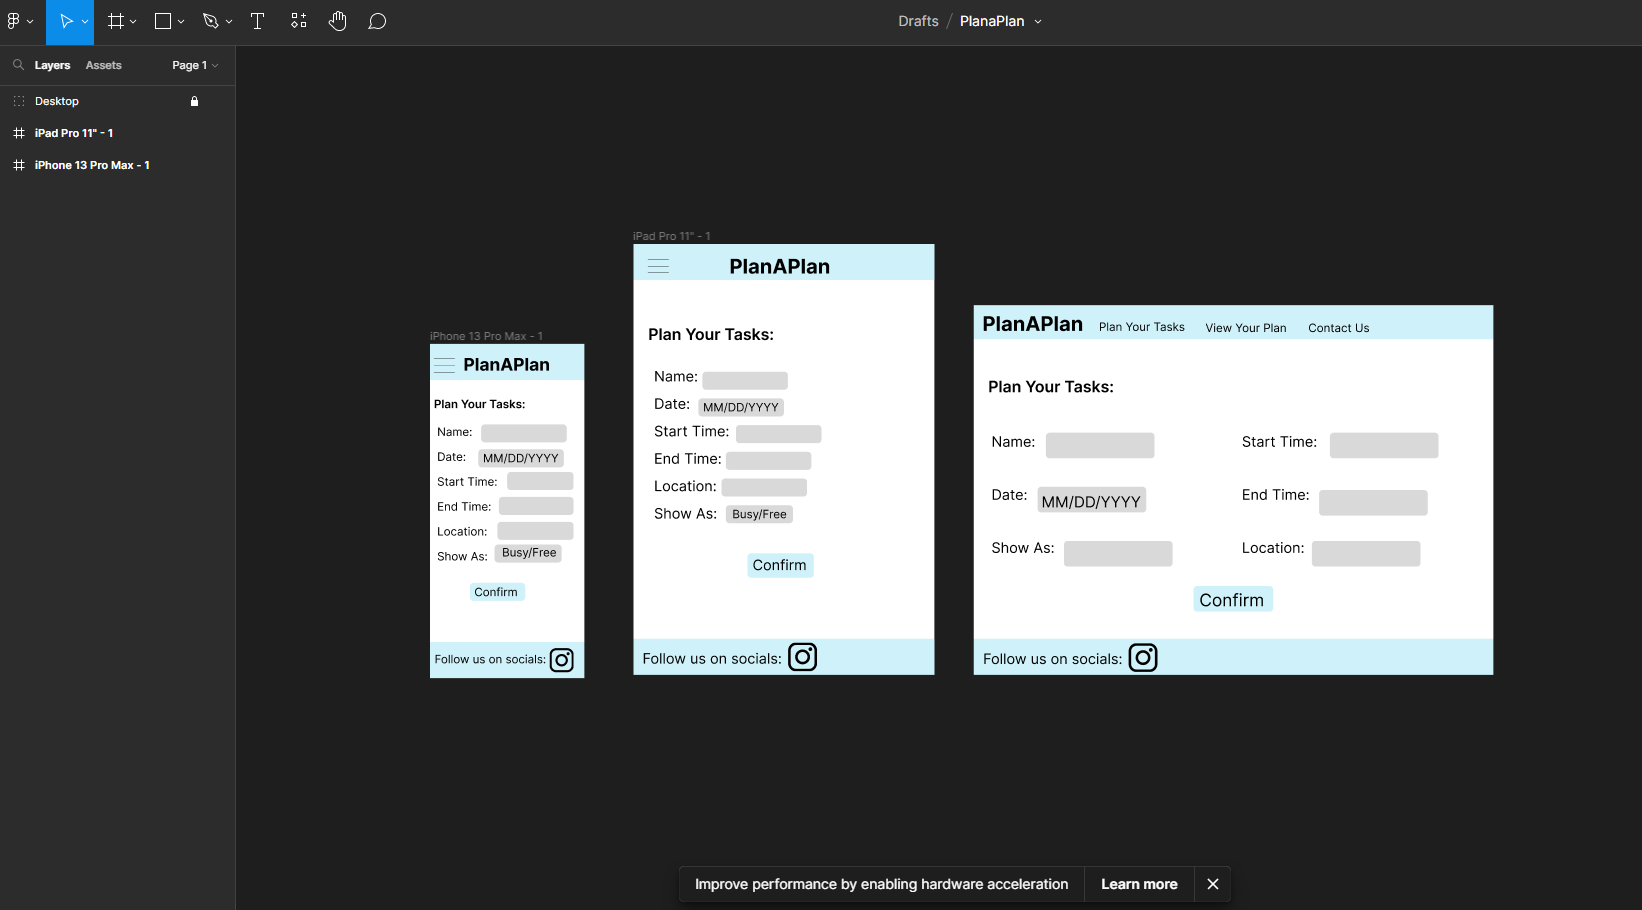 Drafts / PlanaPlan
Layers Assets Page 1
Desktop
iPad Pro 11" - 1
iPhone 13 Pro Max - 1
iPhone 13 Pro Max - 1
PlanAPlan
Plan Your Tasks:
Name:
Date: MM/DD/YYYY
Start Time:
End Time:
Location:
Show As: Busy/Free
Confirm
Follow us on socials:
iPad Pro 11" - 1
PlanAPlan
Plan Your Tasks:
Name:
Date: MM/DD/YYYY
Start Time:
End Time:
Location:
Show As: Busy/Free
Confirm
Follow us on socials:
PlanAPlan Plan Your Tasks View Your Plan Contact Us
Plan Your Tasks:
Name: Start Time:
Date: MM/DD/YYYY End Time:
Show As: Location:
Confirm
Follow us on socials:
Improve performance by enabling hardware acceleration Learn more